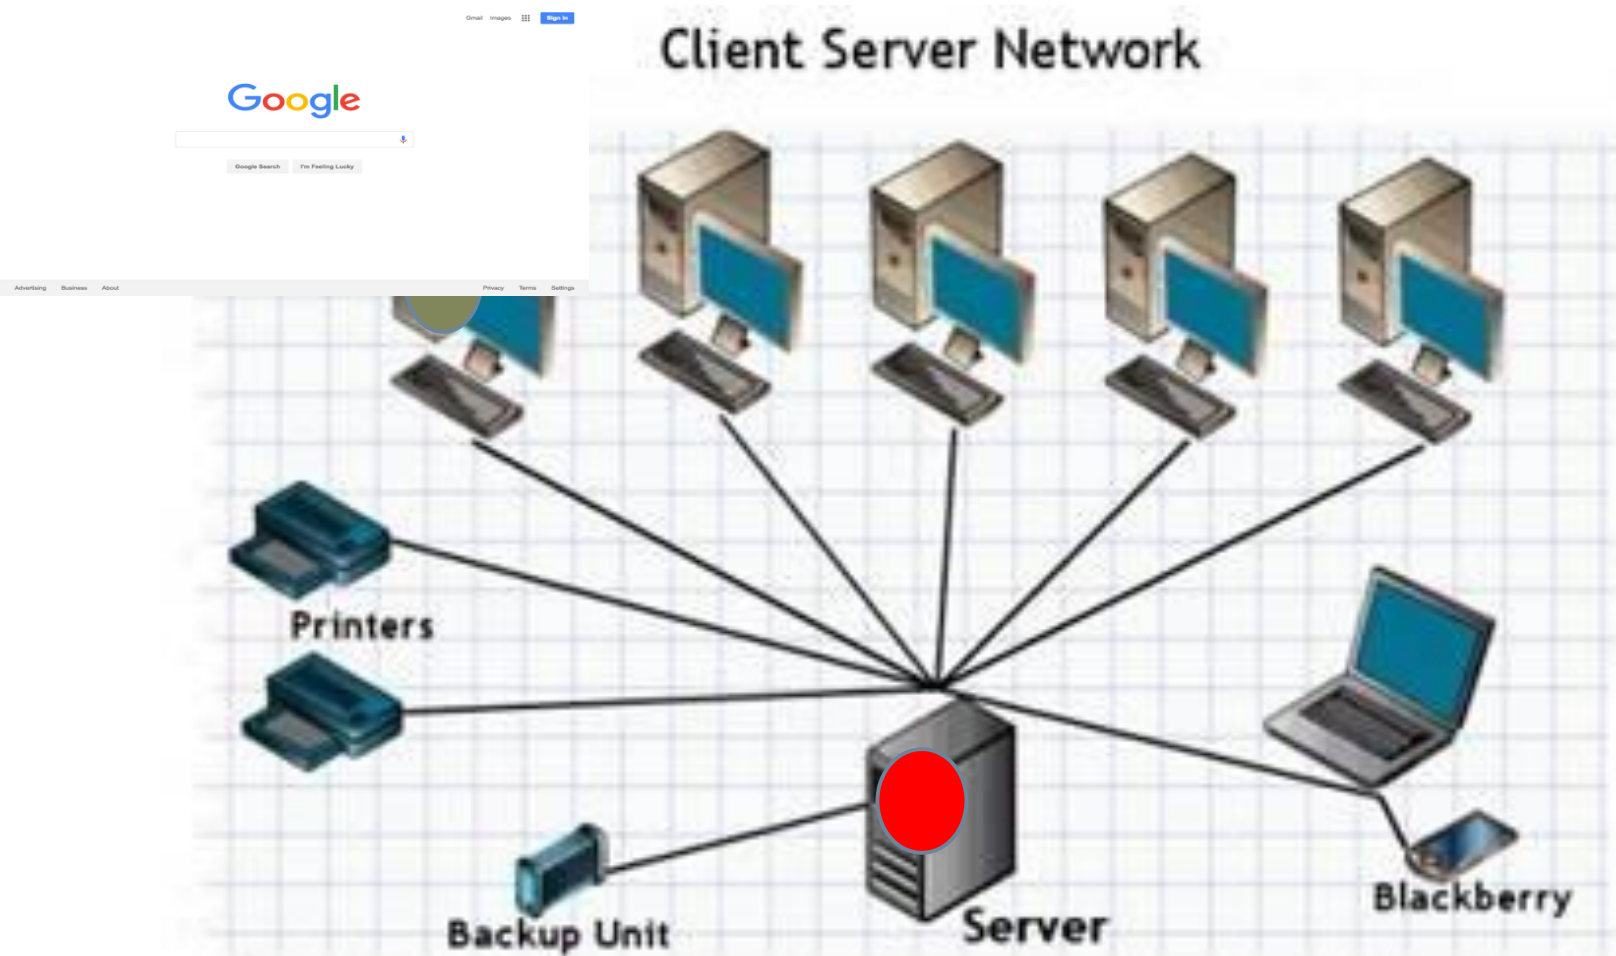 Gmail Images Sign in
Client Server Network
Google
Google Search I'm Feeling Lucky
Advertising Business About Privacy Terms Settings
Printers
Blackberry
Backup Unit
Server